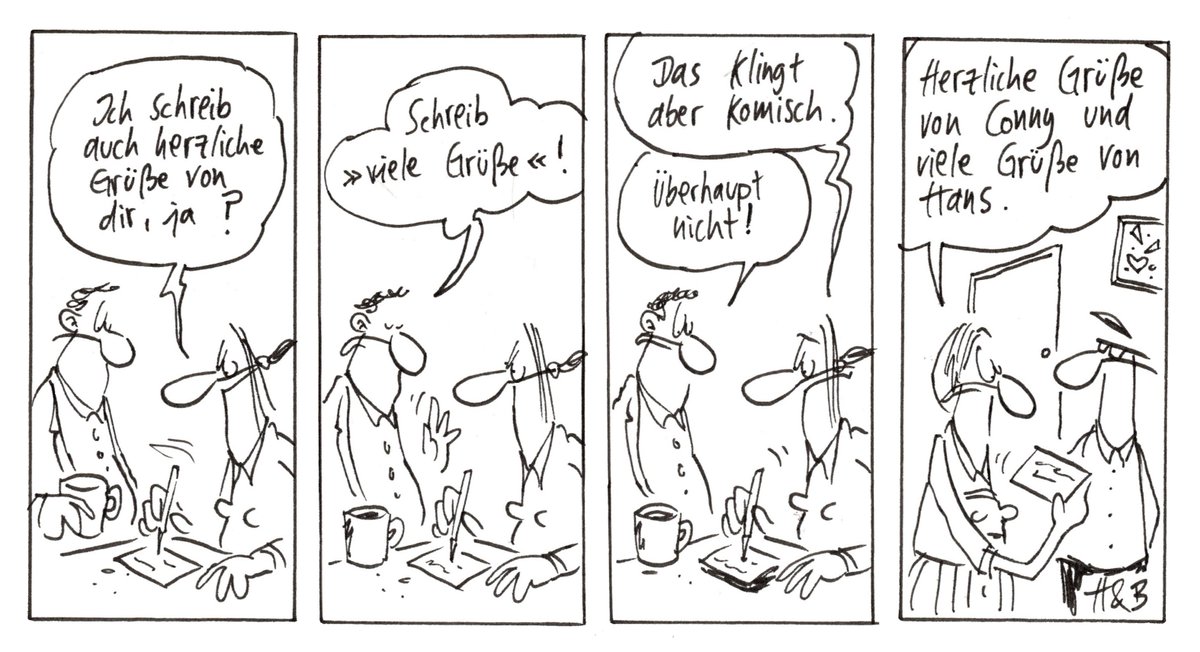 Ich schreib
auch herzliche
Grüße von
dir, ja?
Schreib
»viele Grüße«!
Das klingt
aber komisch.
Überhaupt
nicht!
Herzliche Grüße
von Conny und
viele Grüße von
Hans.
H&B